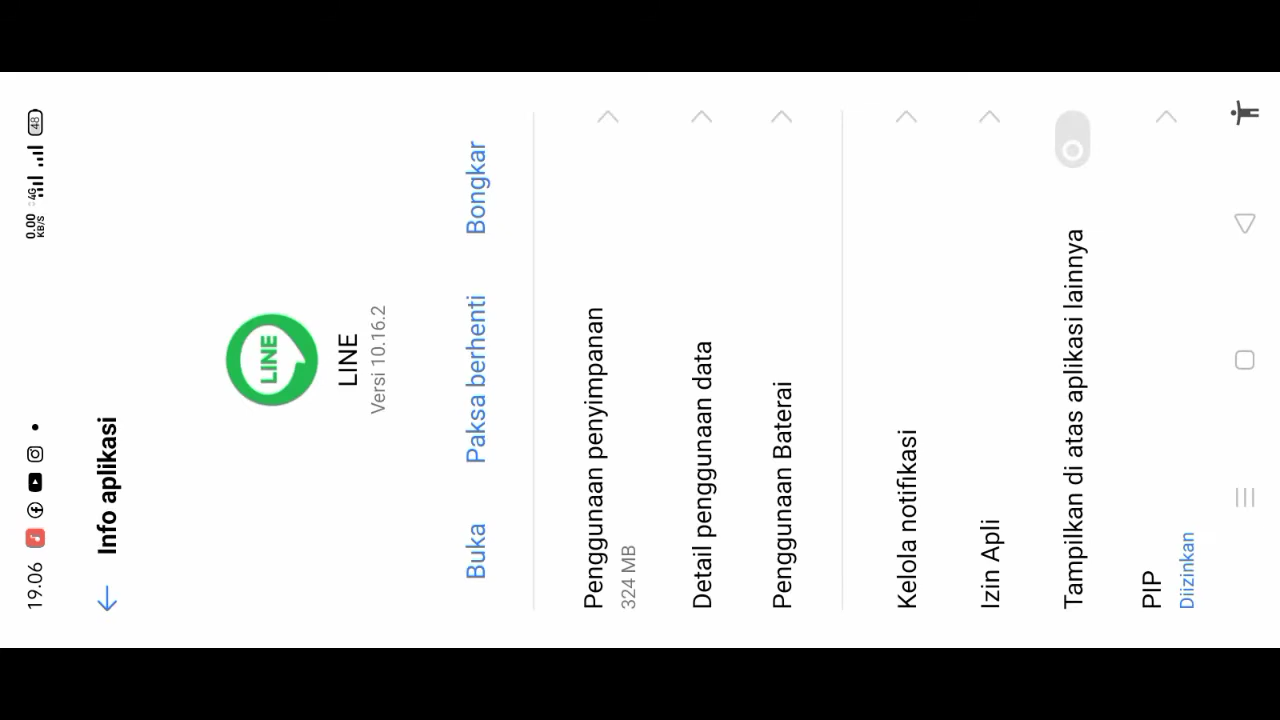 19.06
0.00 KB/S 4G 48
Info aplikasi
LINE
LINE
Versi 10.16.2
Buka Paksa berhenti Bongkar
Penggunaan penyimpanan
324 MB
Detail penggunaan data
Penggunaan Baterai
Kelola notifikasi
Izin Apli
Tampilkan di atas aplikasi lainnya
PIP
Diizinkan